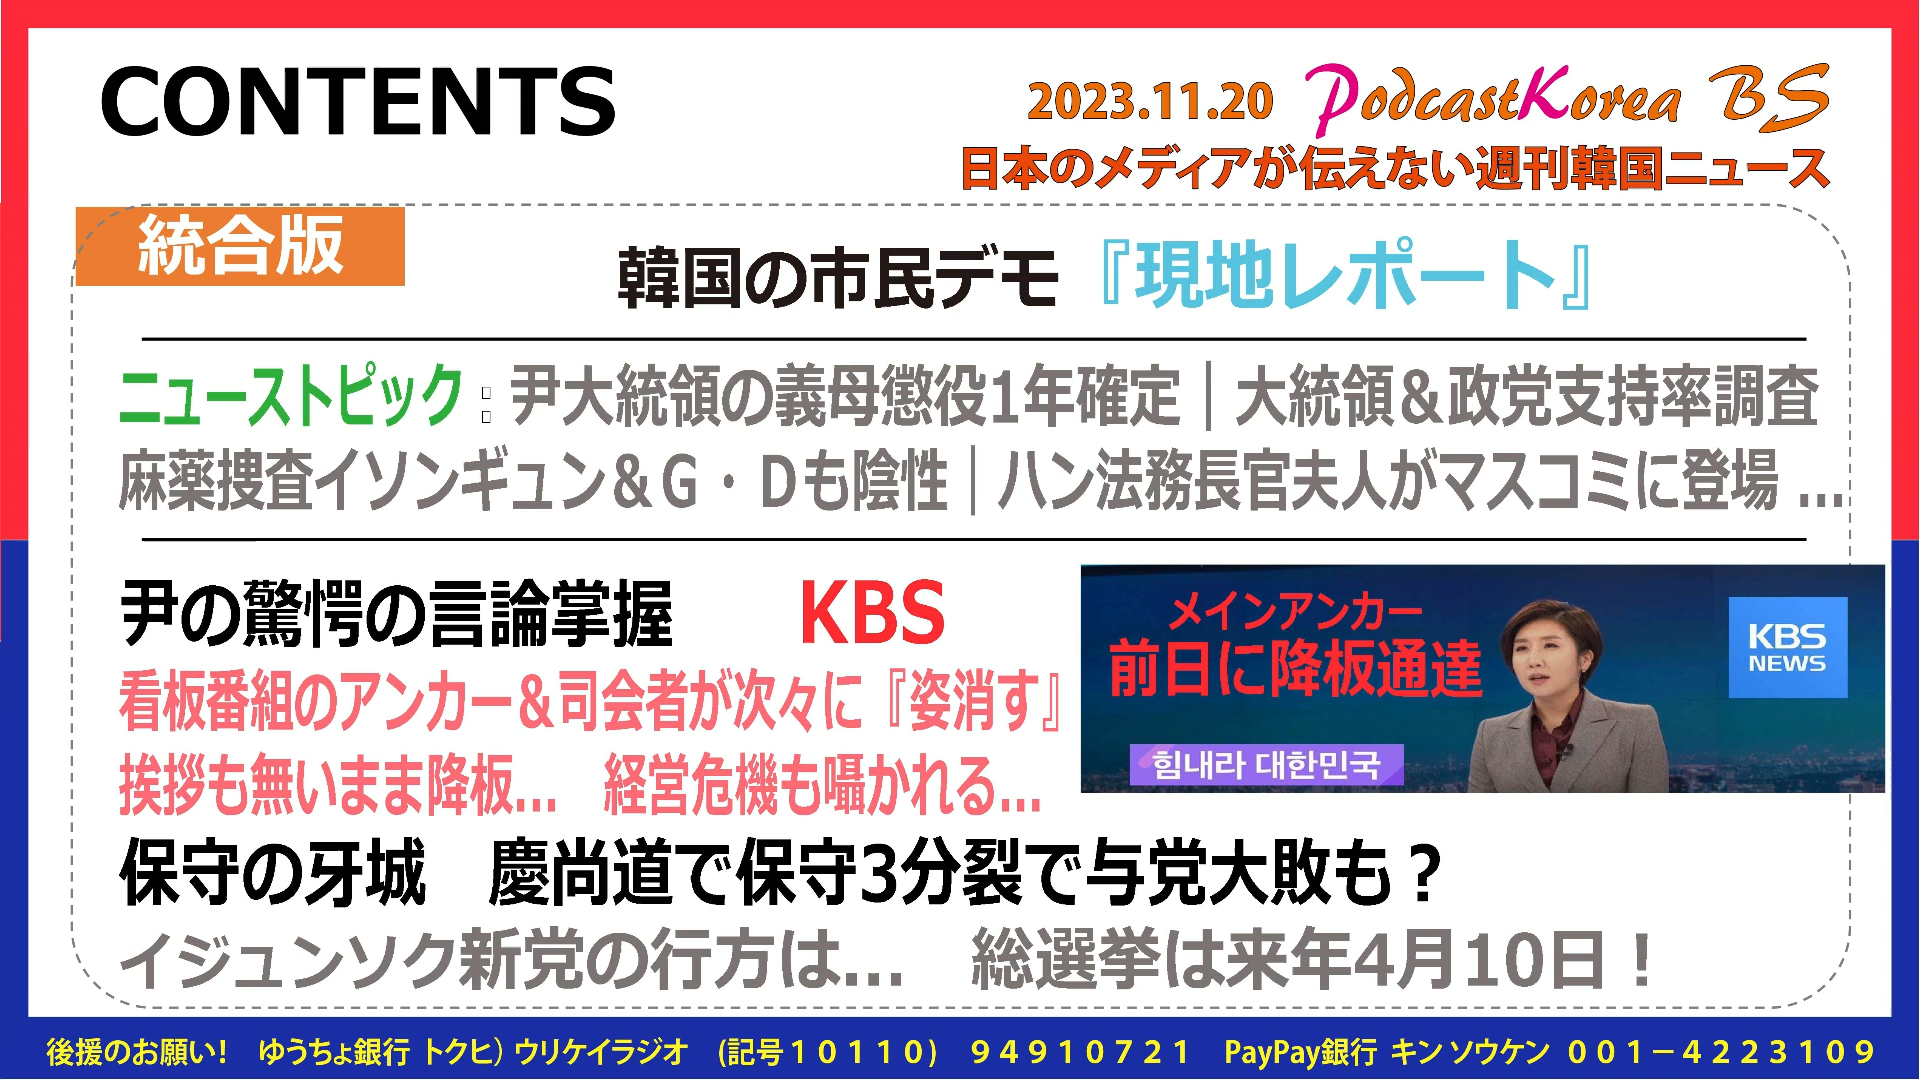 CONTENTS
2023.11.20 PodcastKorea BS
日本のメディアが伝えない週刊韓国ニュース
統合版
韓国の市民デモ『現地レポート』
ニューストピック：尹大統領の義母懲役1年確定｜大統領＆政党支持率調査
麻薬捜査イソンギュン＆G・Dも陰性｜ハン法務長官夫人がマスコミに登場 …
尹の驚愕の言論掌握　KBS
看板番組のアンカー＆司会者が次々に『姿消す』
挨拶も無いまま降板…　経営危機も囁かれる…
メインアンカー
前日に降板通達
KBS
NEWS
힘내라 대한민국
保守の牙城　慶尚道で保守3分裂で与党大敗も？
イジュンソク新党の行方は…　総選挙は来年4月10日！
後援のお願い！　ゆうちょ銀行 トクヒ）ウリケイラジオ　(記号１０１１０)　９４９１０７２１　PayPay銀行 キン ソウケン ００１－４２２３１０９